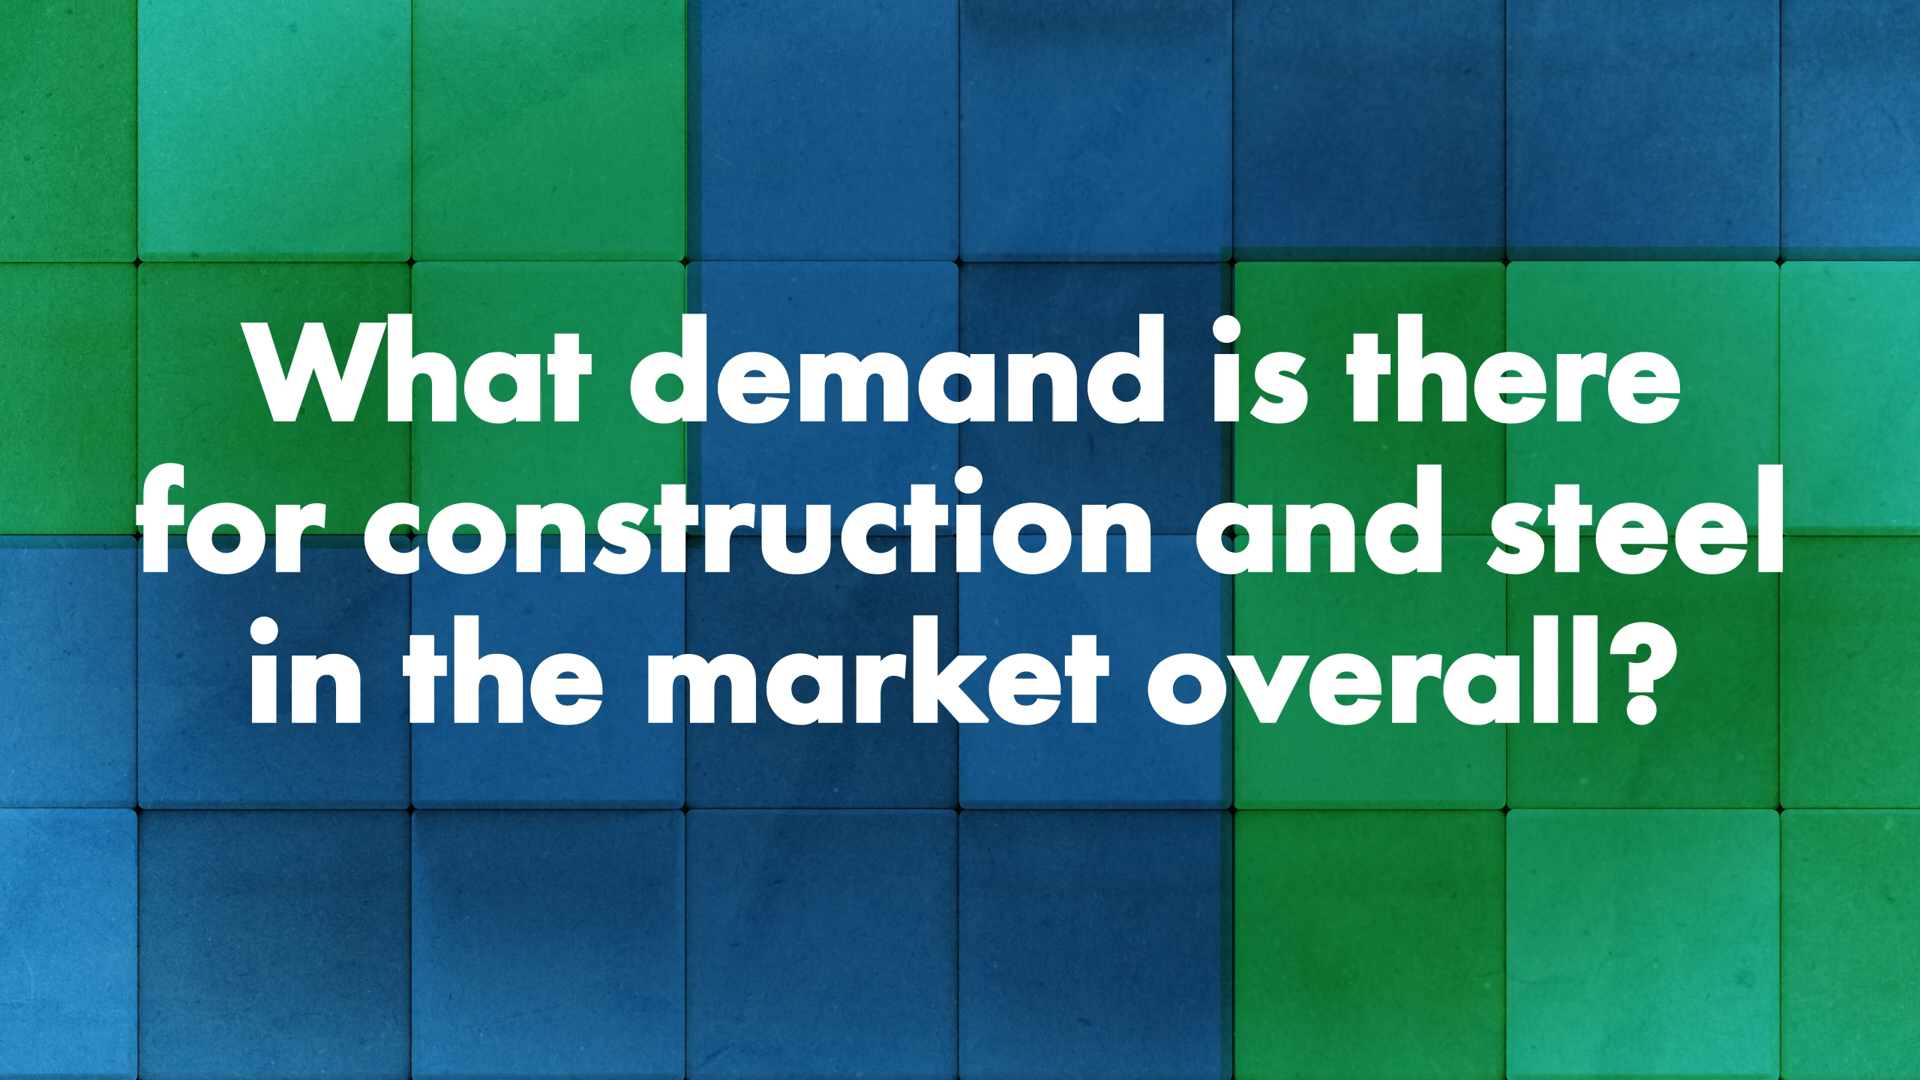 What demand is there
for construction and steel
in the market overall?